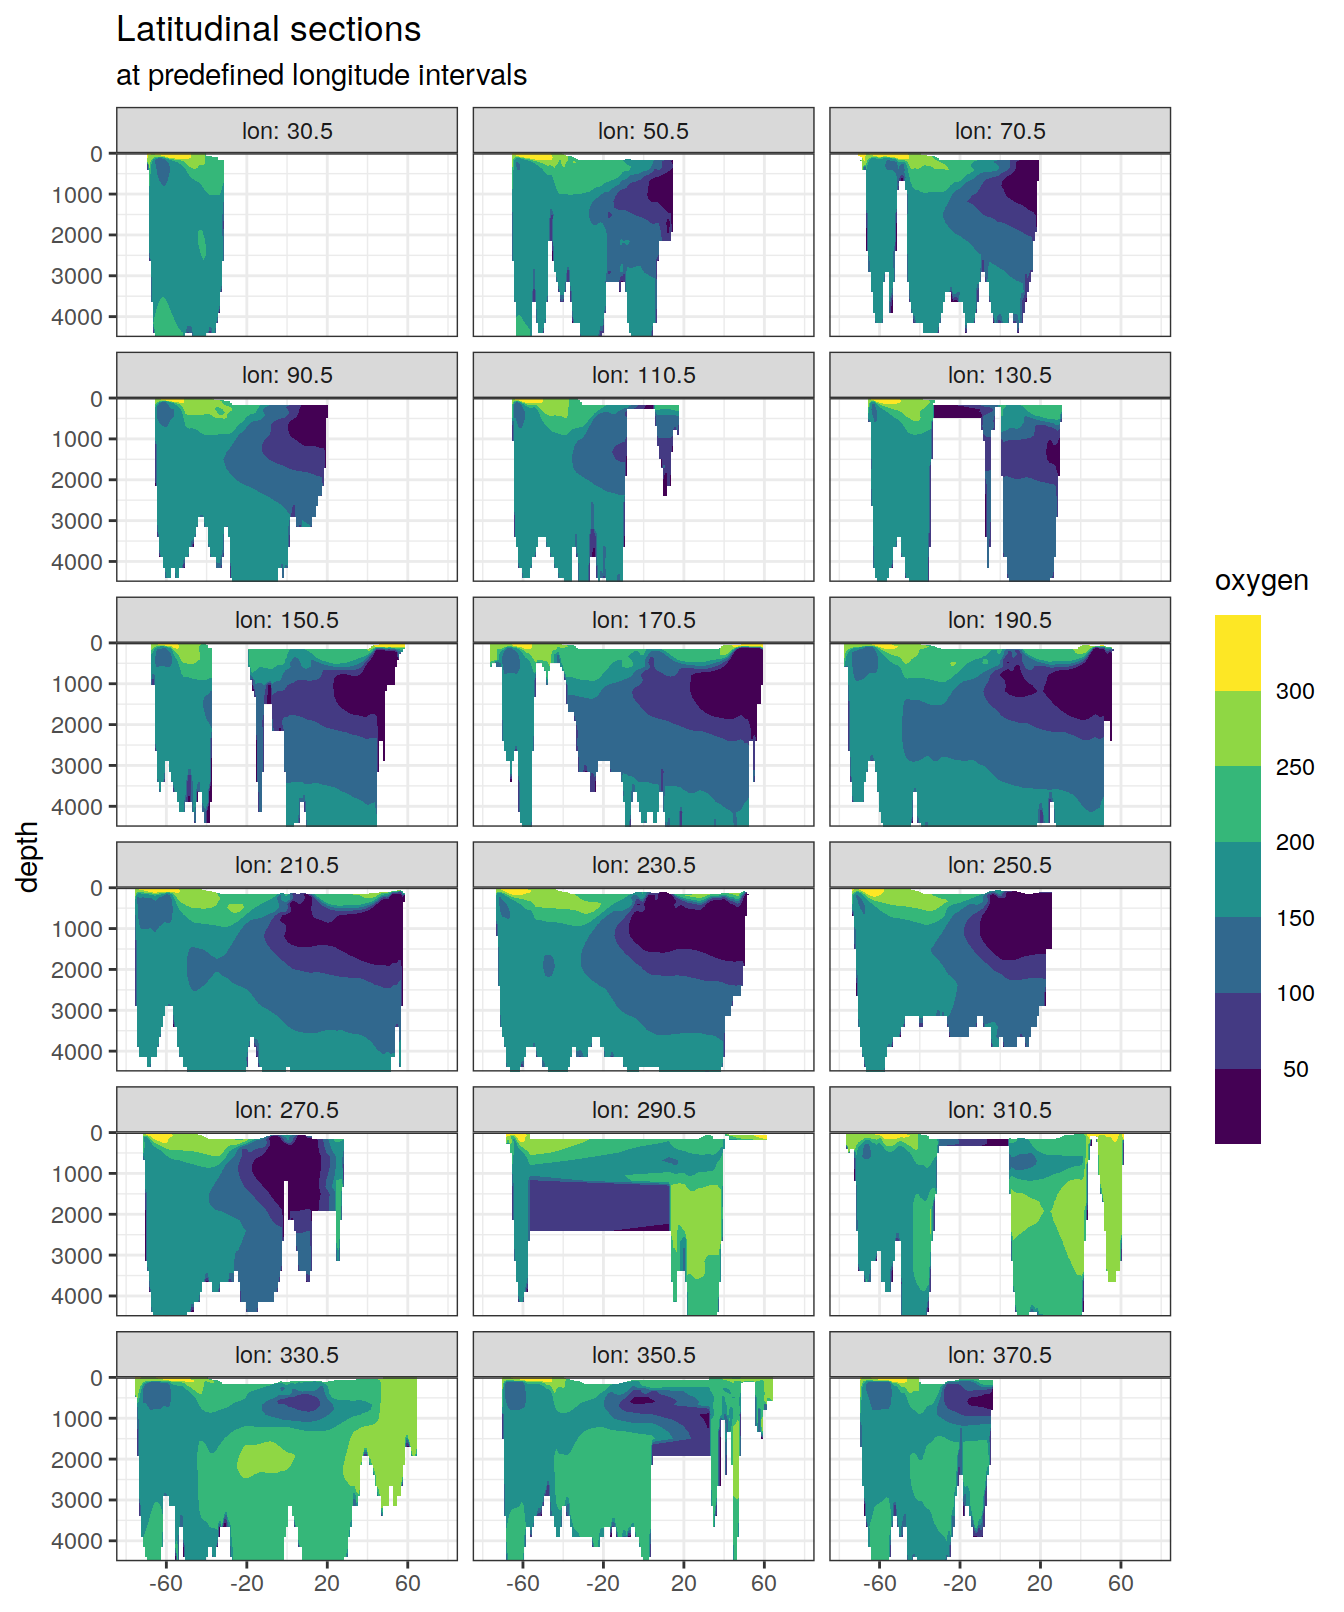 Latitudinal sections
at predefined longitude intervals
lon: 30.5
lon: 50.5
lon: 70.5
0
1000
2000
3000
4000
lon: 90.5
lon: 110.5
lon: 130.5
0
1000
2000
3000
4000
lon: 150.5
lon: 170.5
lon: 190.5
0
1000
2000
3000
4000
lon: 210.5
lon: 230.5
lon: 250.5
0
1000
2000
3000
4000
lon: 270.5
lon: 290.5
lon: 310.5
0
1000
2000
3000
4000
lon: 330.5
lon: 350.5
lon: 370.5
0
1000
2000
3000
4000
-60 -20 20 60
-60 -20 20 60
-60 -20 20 60
depth
oxygen
300
250
200
150
100
50